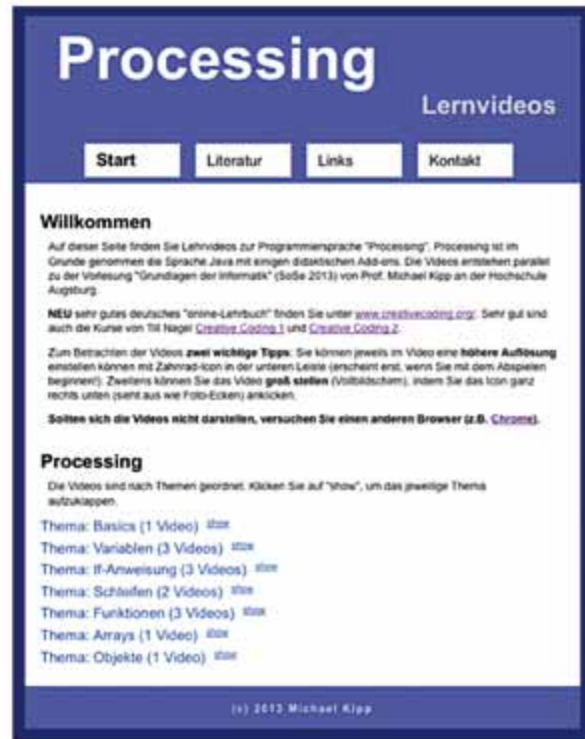 Processing
Lernvideos
Start Literatur Links Kontakt
Willkommen
Auf dieser Seite finden Sie Lehrvideos zur Programmiersprache "Processing". Processing ist im
Grunde genommen die Sprache Java mit einigen didaktischen Add-ons. Die Videos entstehen parallel
zu der Vorlesung "Grundlagen der Informatik" (SoSe 2013) von Prof. Michael Kipp an der Hochschule
Augsburg.
NEU sehr gutes deutsches "online-Lehrbuch" finden Sie unter www.creativecoding.org/. Sehr gut sind
auch die Kurse von Till Nagel Creative Coding 1 und Creative Coding 2.
Zum Betrachten der Videos zwei wichtige Tipps: Sie können jeweils im Video eine höhere Auflösung
einstellen können mit Zahnrad-Icon in der unteren Leiste (erscheint erst, wenn Sie mit dem Abspielen
beginnen!). Zweitens können Sie das Video groß stellen (Vollbildschirm), indem Sie das Icon ganz
rechts unten (sieht aus wie Foto-Ecken) anklicken.
Sollten sich die Videos nicht darstellen, versuchen Sie einen anderen Browser (z.B. Chrome).
Processing
Die Videos sind nach Themen geordnet. Klicken Sie auf "show", um das jeweilige Thema
aufzuklappen.
Thema: Basics (1 Video) show
Thema: Variablen (3 Videos) show
Thema: If-Anweisung (3 Videos) show
Thema: Schleifen (2 Videos) show
Thema: Funktionen (3 Videos) show
Thema: Arrays (1 Video) show
Thema: Objekte (1 Video) show
(c) 2013 Michael Kipp